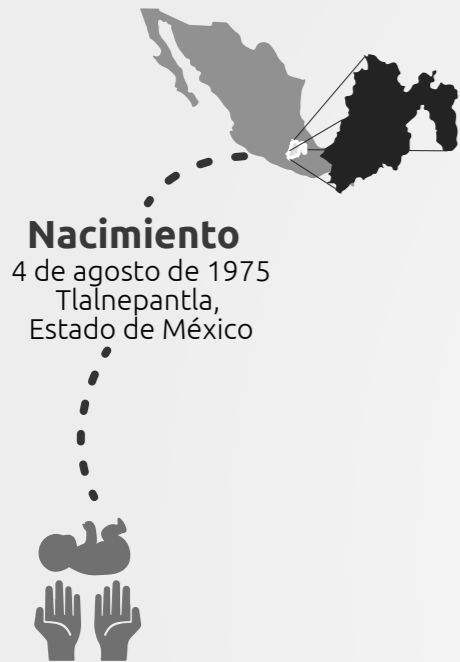 Nacimiento
4 de agosto de 1975
Tlalnepantla,
Estado de México